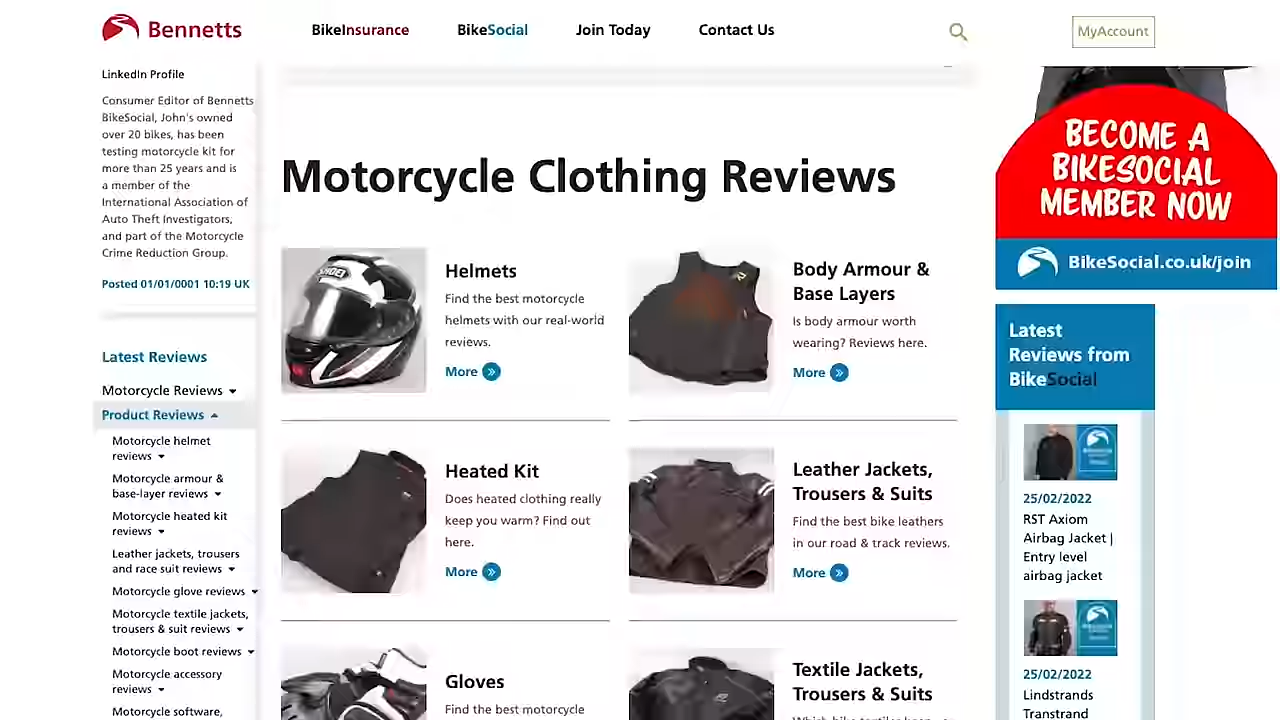 Bennetts
BikeInsurance
BikeSocial
Join Today
Contact Us
MyAccount
LinkedIn Profile
Consumer Editor of Bennetts
BikeSocial, John's owned
over 20 bikes, has been
testing motorcycle kit for
more than 25 years and is
a member of the
International Association of
Auto Theft Investigators,
and part of the Motorcycle
Crime Reduction Group.
Posted 01/01/0001 10:19 UK
Latest Reviews
Motorcycle Reviews
Product Reviews
Motorcycle helmet
reviews
Motorcycle armour &
base-layer reviews
Motorcycle heated kit
reviews
Leather jackets, trousers
and race suit reviews
Motorcycle glove reviews
Motorcycle textile jackets,
trousers & suit reviews
Motorcycle boot reviews
Motorcycle accessory
reviews
Motorcycle software,
Motorcycle Clothing Reviews
SHOEI
Helmets
Find the best motorcycle
helmets with our real-world
reviews.
More
Body Armour &
Base Layers
Is body armour worth
wearing? Reviews here.
More
Heated Kit
Does heated clothing really
keep you warm? Find out
here.
More
Leather Jackets,
Trousers & Suits
Find the best bike leathers
in our road & track reviews.
More
Gloves
Find the best motorcycle
Textile Jackets,
Trousers & Suits
BECOME A
BIKESOCIAL
MEMBER NOW
BikeSocial.co.uk/join
Latest
Reviews from
BikeSocial
25/02/2022
RST Axiom
Airbag Jacket |
Entry level
airbag jacket
25/02/2022
Lindstrands
Transtrand